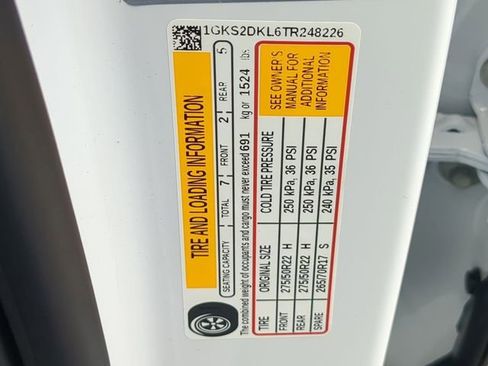 1GKS2DKL6TR248226
TIRE AND LOADING INFORMATION
SEATING CAPACITY TOTAL 7 FRONT 2 REAR 5
The combined weight of occupants and cargo must never exceed 691 kg or 1524 lbs.
TIRE ORIGINAL SIZE COLD TIRE PRESSURE
FRONT 275/50R22 H 250 kPa, 36 PSI
REAR 275/50R22 H 250 kPa, 36 PSI
SPARE 265/70R17 S 240 kPa, 35 PSI
SEE OWNER'S
MANUAL FOR
ADDITIONAL
INFORMATION